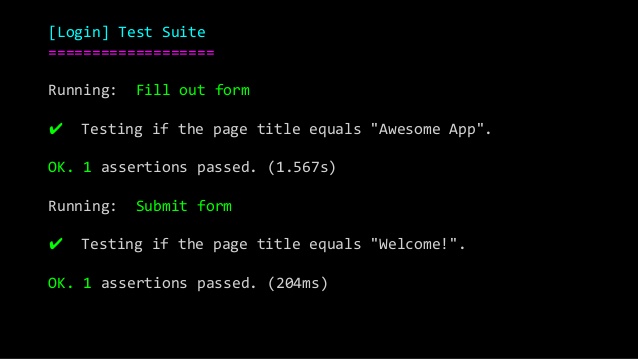 [Login] Test Suite
===================
Running:  Fill out form
✔  Testing if the page title equals "Awesome App".
OK. 1 assertions passed. (1.567s)
Running:  Submit form
✔  Testing if the page title equals "Welcome!".
OK. 1 assertions passed. (204ms)